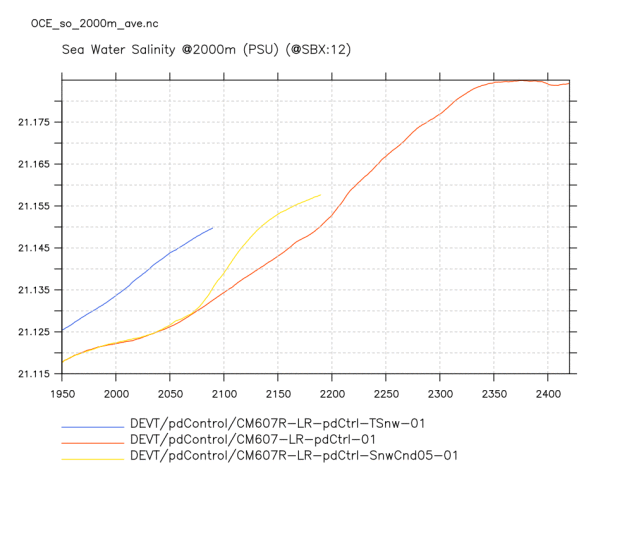 OCE_so_2000m_ave.nc
Sea Water Salinity @2000m (PSU) (@SBX:12)
21.175
21.165
21.155
21.145
21.135
21.125
21.115
1950 2000 2050 2100 2150 2200 2250 2300 2350 2400
DEVT/pdControl/CM607R-LR-pdCtrl-TSnw-01
DEVT/pdControl/CM607-LR-pdCtrl-01
DEVT/pdControl/CM607R-LR-pdCtrl-SnwCnd05-01